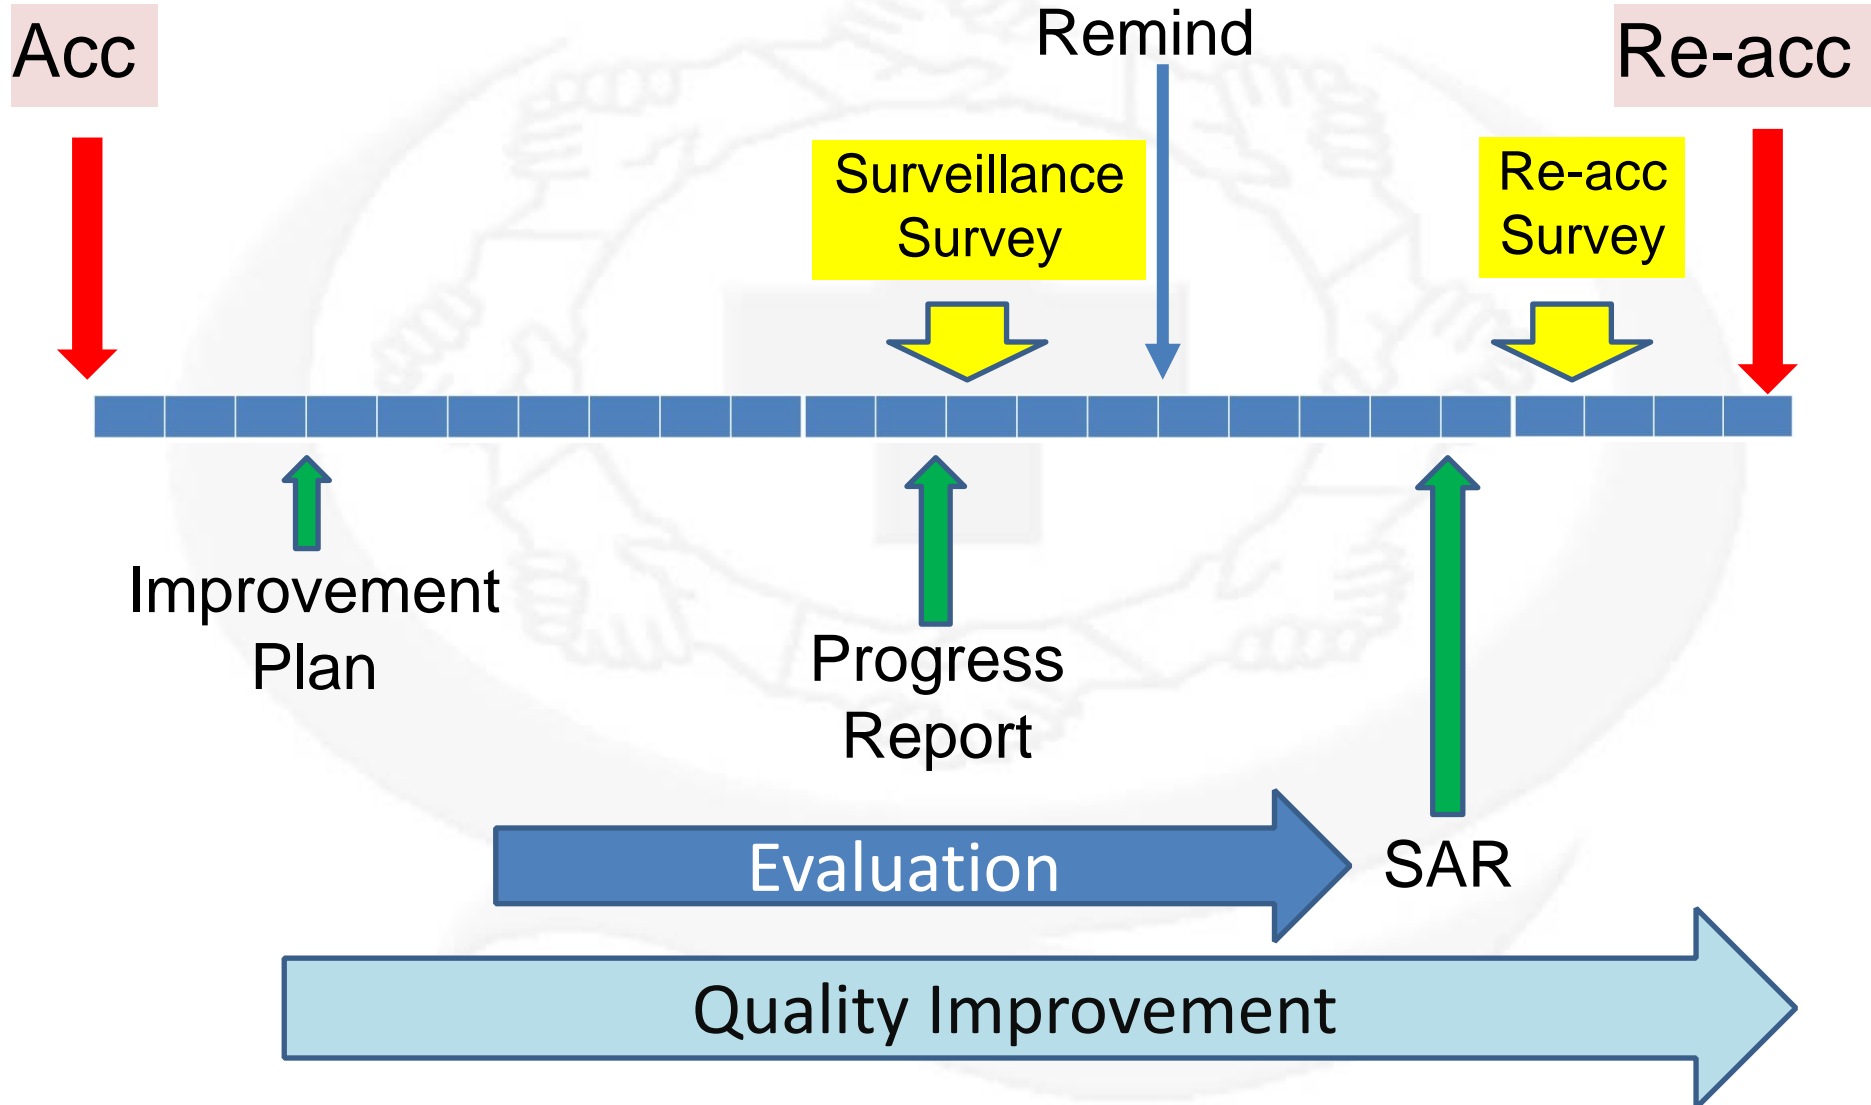 Acc
Remind
Re-acc
Surveillance
Survey
Re-acc
Survey
Improvement
Plan
Progress
Report
Evaluation
SAR
Quality Improvement